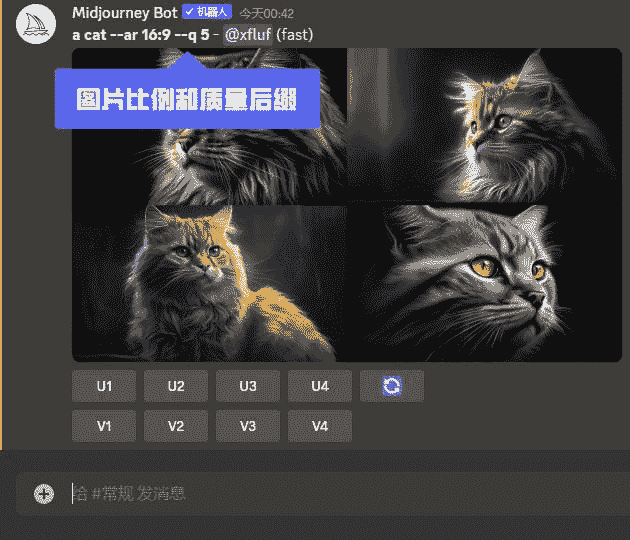 Midjourney Bot ✓ 机器人 今天00:42
a cat --ar 16:9 --q 5 - @xfluf (fast)
图片比例和质量后缀
U1 U2 U3 U4
V1 V2 V3 V4
给 #常规 发消息